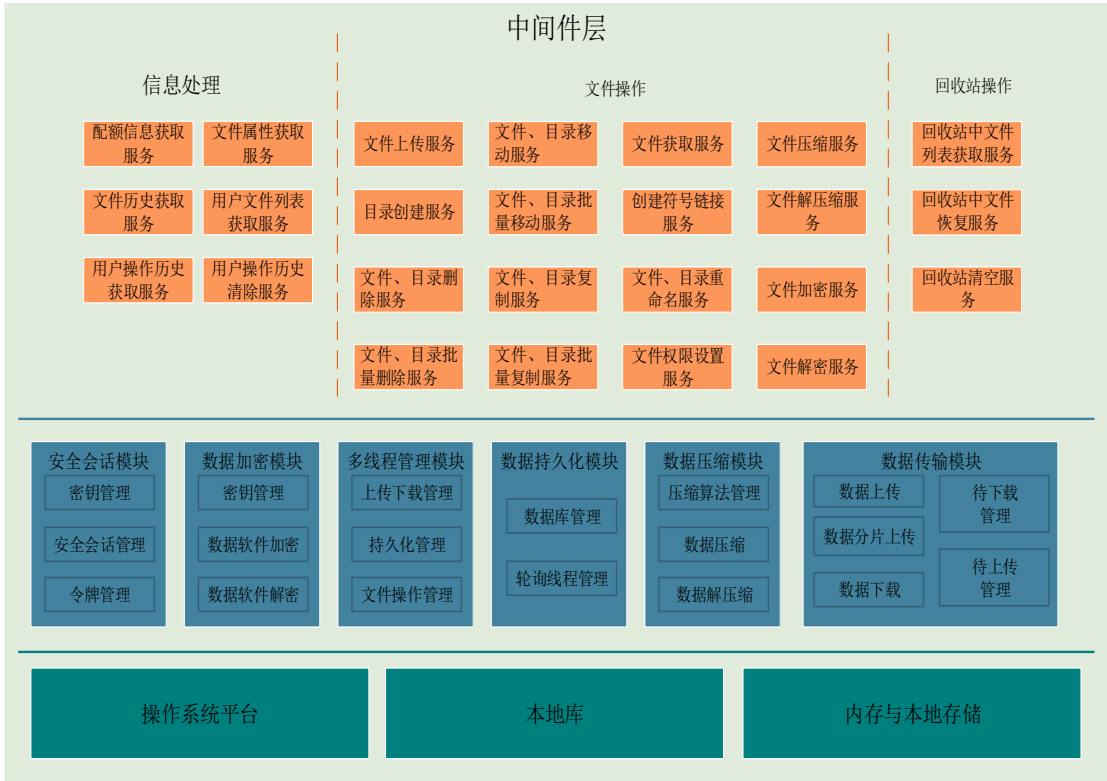 中间件层
信息处理
配额信息获取
服务
文件属性获取
服务
文件历史获取
服务
用户文件列表
获取服务
用户操作历史
获取服务
用户操作历史
清除服务
文件操作
文件上传服务
文件、目录移
动服务
文件获取服务
文件压缩服务
目录创建服务
文件、目录批
量移动服务
创建符号链接
服务
文件解压缩服
务
文件、目录删
除服务
文件、目录复
制服务
文件、目录重
命名服务
文件加密服务
文件、目录批
量删除服务
文件、目录批
量复制服务
文件权限设置
服务
文件解密服务
回收站操作
回收站中文件
列表获取服务
回收站中文件
恢复服务
回收站清空服
务
安全会话模块
密钥管理
安全会话管理
令牌管理
数据加密模块
密钥管理
数据软件加密
数据软件解密
多线程管理模块
上传下载管理
持久化管理
文件操作管理
数据持久化模块
数据库管理
轮询线程管理
数据压缩模块
压缩算法管理
数据压缩
数据解压缩
数据传输模块
数据上传
数据分片上传
数据下载
待下载
管理
待上传
管理
操作系统平台
本地库
内存与本地存储